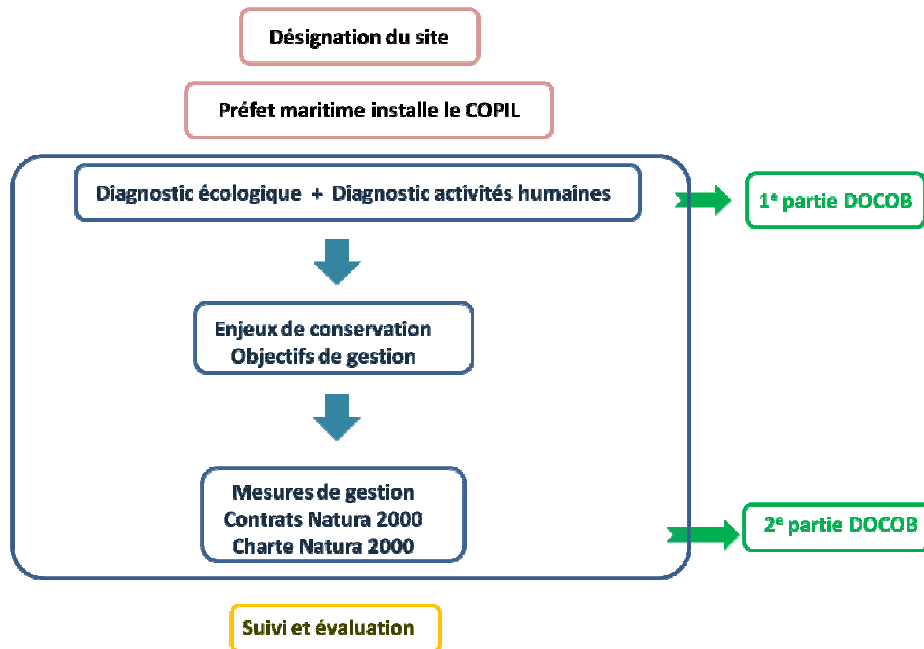 Désignation du site
Préfet maritime installe le COPIL
Diagnostic écologique + Diagnostic activités humaines
1e partie DOCOB
Enjeux de conservation
Objectifs de gestion
Mesures de gestion
Contrats Natura 2000
Charte Natura 2000
2e partie DOCOB
Suivi et évaluation